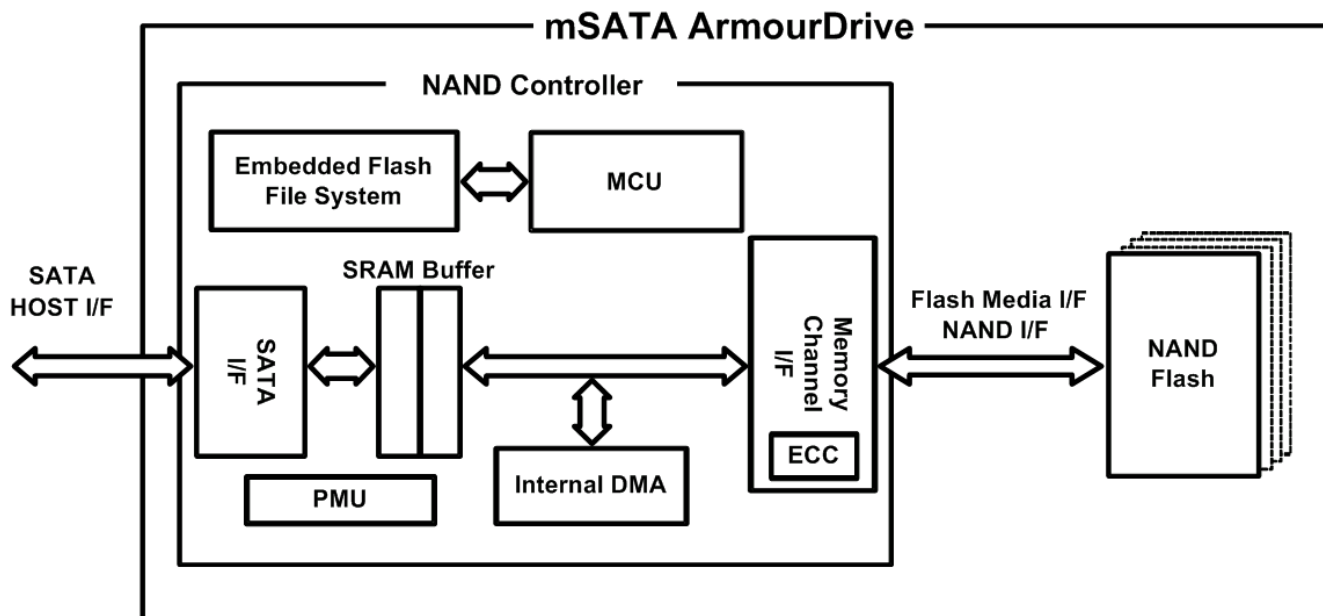 mSATA ArmourDrive
NAND Controller
Embedded Flash
File System
MCU
SRAM Buffer
SATA
HOST I/F
SATA
I/F
Memory
Channel
I/F
ECC
Flash Media I/F
NAND I/F
NAND
Flash
PMU
Internal DMA